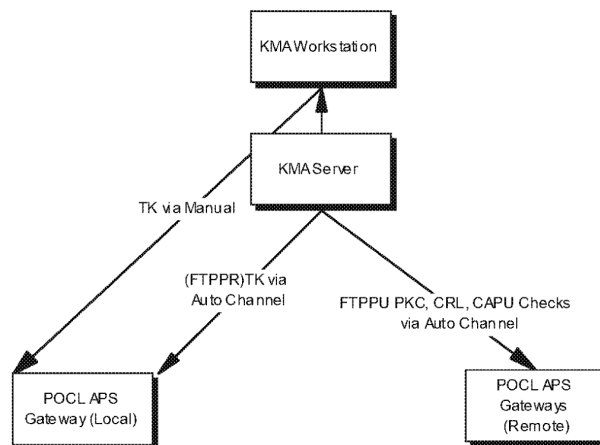 KMA Workstation
KMA Server
TK via Manual
(FTPPR)TK via
Auto Channel
FTPPU PKC, CRL, CAPU Checks
via Auto Channel
POCL APS
Gateway (Local)
POCL APS
Gateways
(Remote)